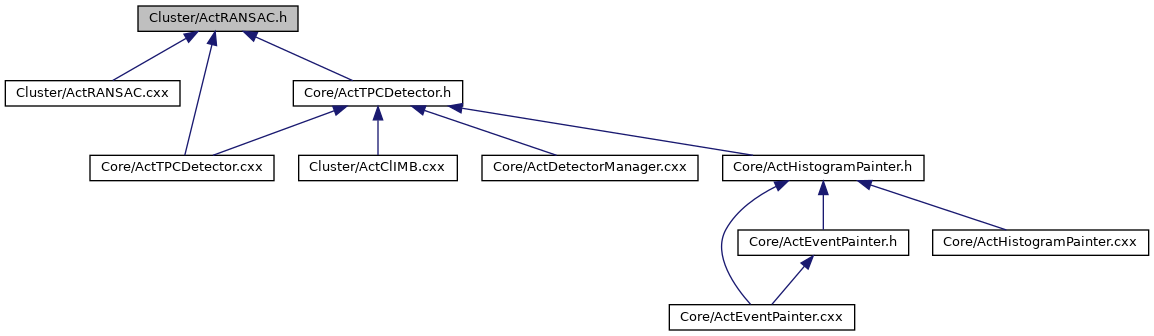 Cluster/ActRANSAC.h
Cluster/ActRANSAC.cxx
Core/ActTPCDetector.h
Core/ActTPCDetector.cxx
Cluster/ActClIMB.cxx
Core/ActDetectorManager.cxx
Core/ActHistogramPainter.h
Core/ActEventPainter.h
Core/ActHistogramPainter.cxx
Core/ActEventPainter.cxx